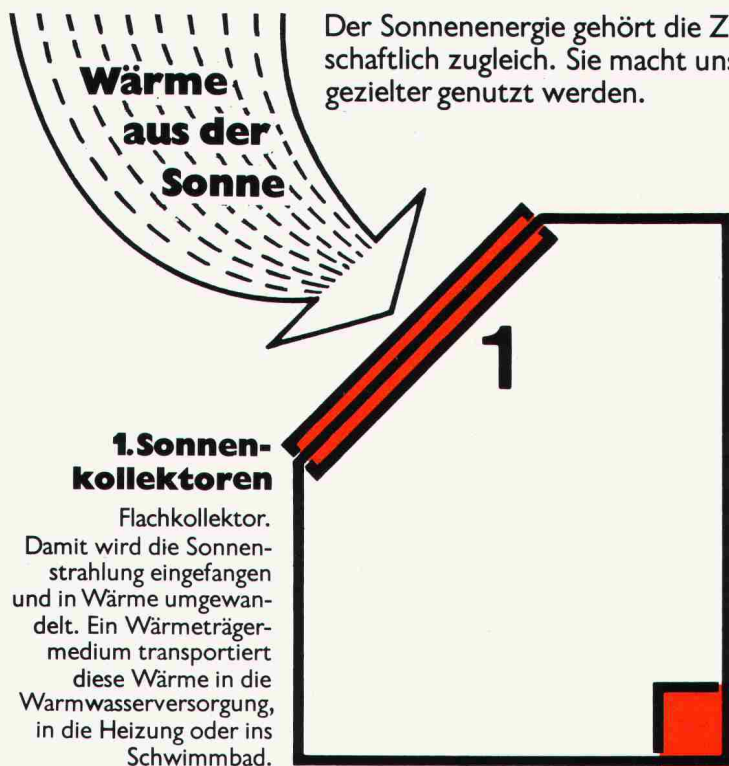 Der Sonnenenergie gehört die
schaftlich zugleich. Sie macht
gezielter genutzt werden.
Wärme
aus der
Sonne
1
1. Sonnen-
kollektoren
Flachkollektor.
Damit wird die Sonnen-
strahlung eingefangen
und in Wärme umgewan-
delt. Ein Wärmeträger-
medium transportiert
diese Wärme in die
Warmwasserversorgung,
in die Heizung oder ins
Schwimmbad.